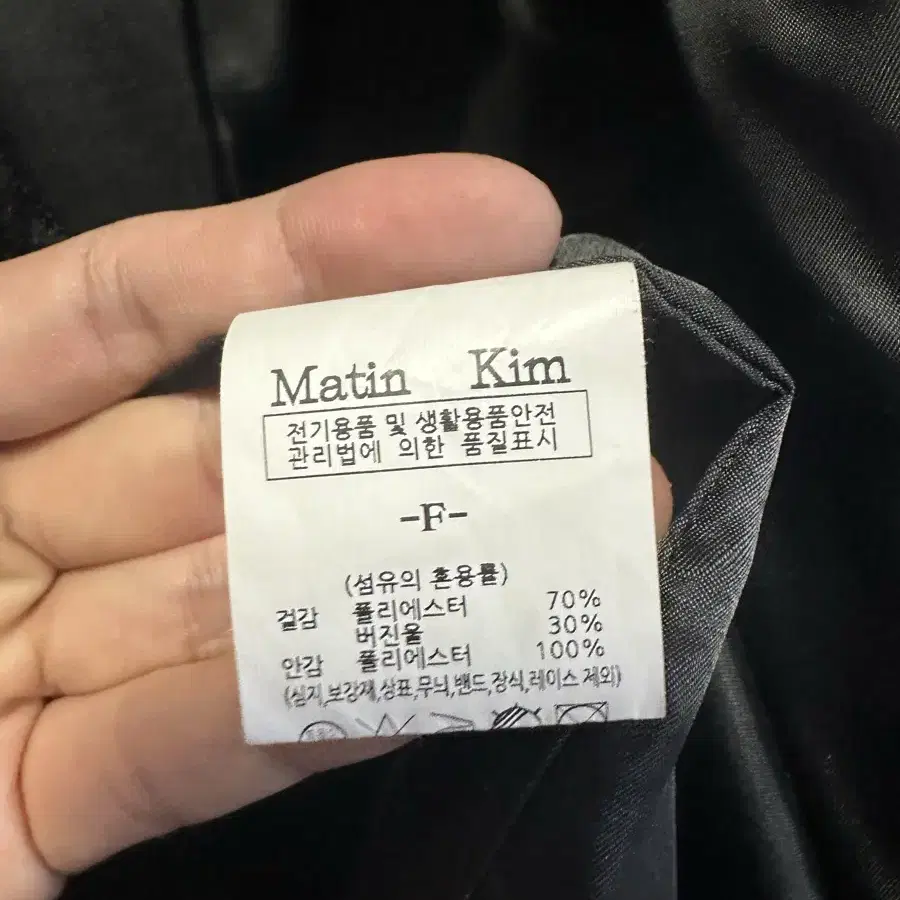 Matin Kim
전기용품 및 생활용품안전
관리법에 의한 품질표시
-F-
(섬유의 혼용률)
겉감 폴리에스터 70%
버진울 30%
안감 폴리에스터 100%
(심지,보강재,상표,무늬,밴드,장식,레이스 제외)